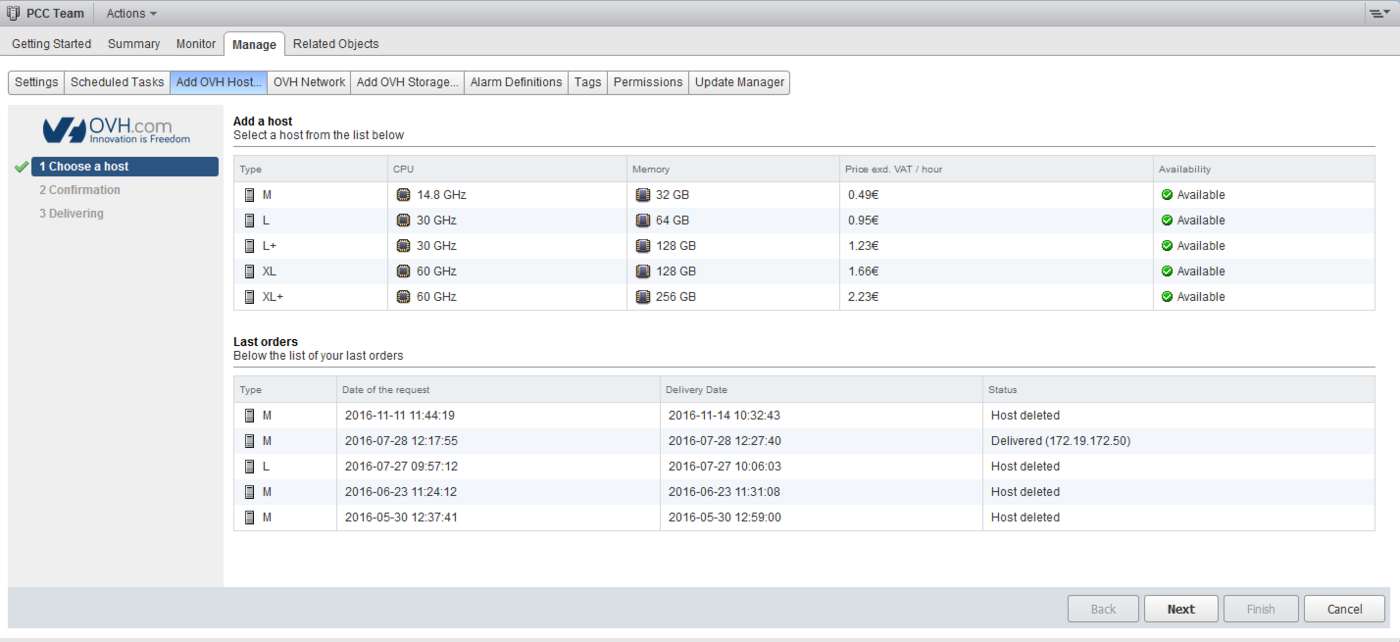 PCC Team Actions
Getting Started Summary Monitor Manage Related Objects
Settings Scheduled Tasks Add OVH Host... OVH Network Add OVH Storage... Alarm Definitions Tags Permissions Update Manager
OVH.com
Innovation is Freedom
1 Choose a host
2 Confirmation
3 Delivering
Add a host
Select a host from the list below
Type CPU Memory Price exd. VAT / hour Availability
M 14.8 GHz 32 GB 0.49€ Available
L 30 GHz 64 GB 0.95€ Available
L+ 30 GHz 128 GB 1.23€ Available
XL 60 GHz 128 GB 1.66€ Available
XL+ 60 GHz 256 GB 2.23€ Available
Last orders
Below the list of your last orders
Type Date of the request Delivery Date Status
M 2016-11-11 11:44:19 2016-11-14 10:32:43 Host deleted
M 2016-07-28 12:17:55 2016-07-28 12:27:40 Delivered (172.19.172.50)
L 2016-07-27 09:57:12 2016-07-27 10:06:03 Host deleted
M 2016-06-23 11:24:12 2016-06-23 11:31:08 Host deleted
M 2016-05-30 12:37:41 2016-05-30 12:59:00 Host deleted
Back Next Finish Cancel